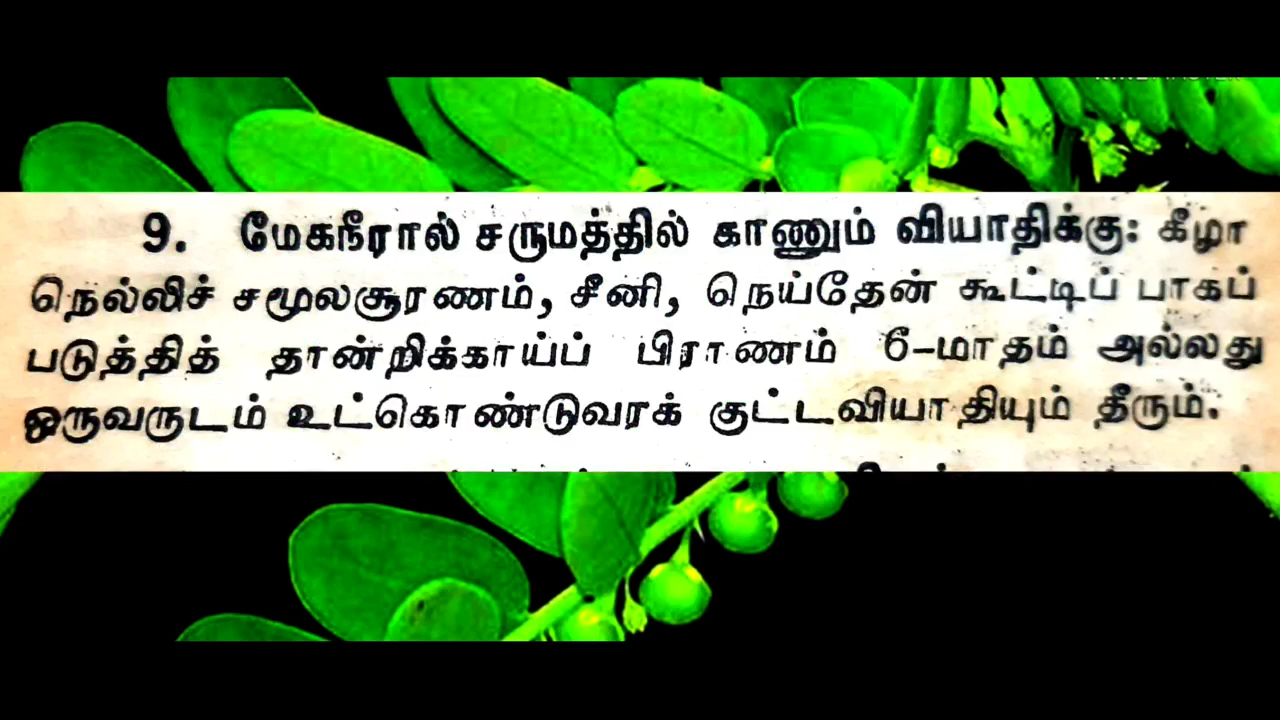 9. மேகநீரால் சருமத்தில் காணும் வியாதிக்கு: கீழா
நெல்லிச் சமூலசூரணம், சீனி, நெய்தேன் கூட்டிப் பாகப்
படுத்தித் தான்றிக்காய்ப் பிராணம் 6-மாதம் அல்லது
ஒருவருடம் உட்கொண்டுவரக் குட்டவியாதியும் தீரும்.